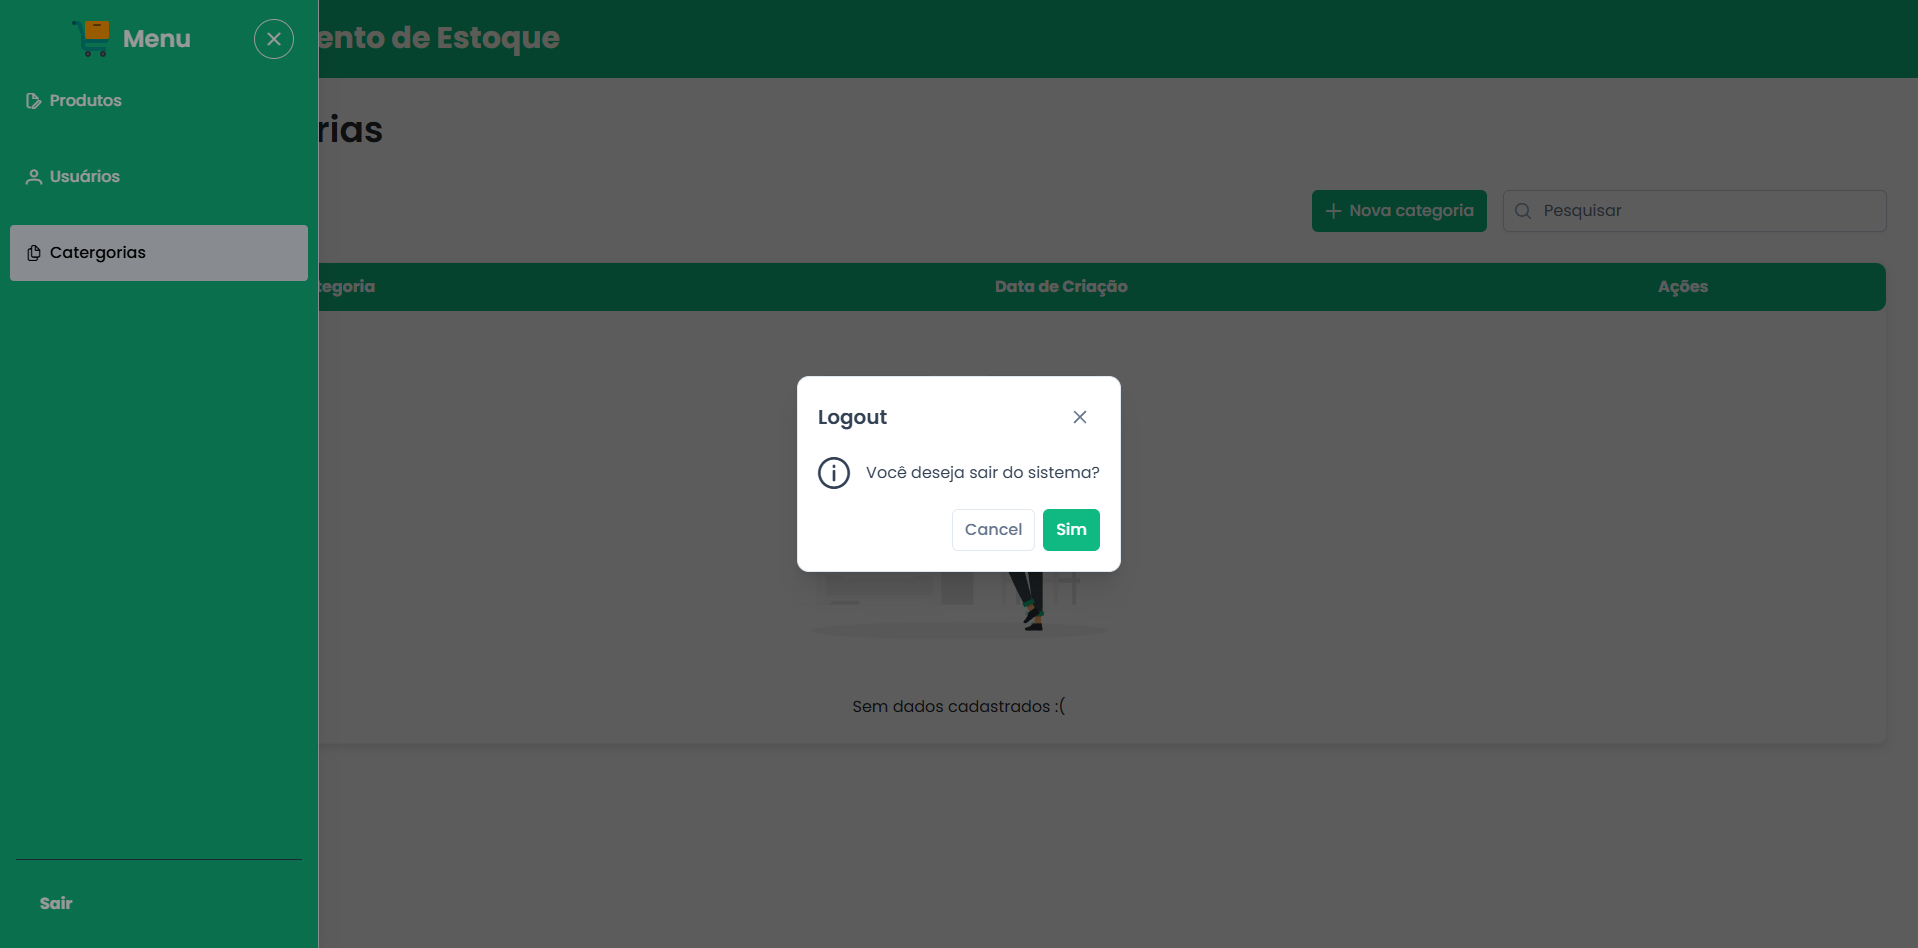 Menu
ento de Estoque
Produtos
rias
Usuários
Nova categoria
Pesquisar
Catergorias
tegoria
Data de Criação
Ações
Logout
Você deseja sair do sistema?
Cancel
Sim
Sem dados cadastrados :(
Sair